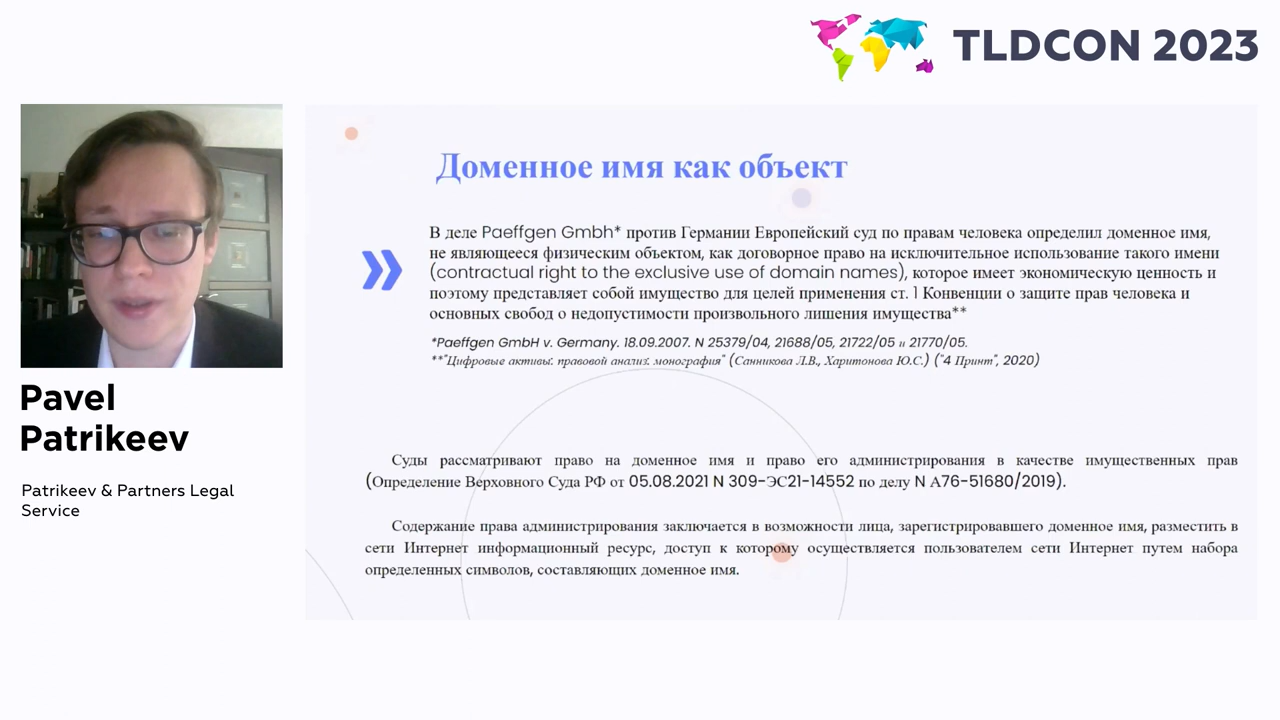 TLDCON 2023
Доменное имя как объект
В деле Paeffgen Gmbh* против Германии Европейский суд по правам человека определил доменное имя,
не являющееся физическим объектом, как договорное право на исключительное использование такого имени
(contractual right to the exclusive use of domain names), которое имеет экономическую ценность и
поэтому представляет собой имущество для целей применения ст. 1 Конвенции о защите прав человека и
основных свобод о недопустимости произвольного лишения имущества**
*Paeffgen GmbH v. Germany. 18.09.2007. N 25379/04, 21688/05, 21722/05 и 21770/05.
**"Цифровые активы: правовой анализ. монография" (Санникова Л.В., Харитонова Ю.С.) ("4 Принт", 2020)
Суды рассматривают право на доменное имя и право его администрирования в качестве имущественных прав
(Определение Верховного Суда РФ от 05.08.2021 N 309-ЭС21-14552 по делу N А76-51680/2019).
Содержание права администрирования заключается в возможности лица, зарегистрировавшего доменное имя, разместить в
сети Интернет информационный ресурс, доступ к которому осуществляется пользователем сети Интернет путем набора
определенных символов, составляющих доменное имя.
Pavel
Patrikeev
Patrikeev & Partners Legal
Service